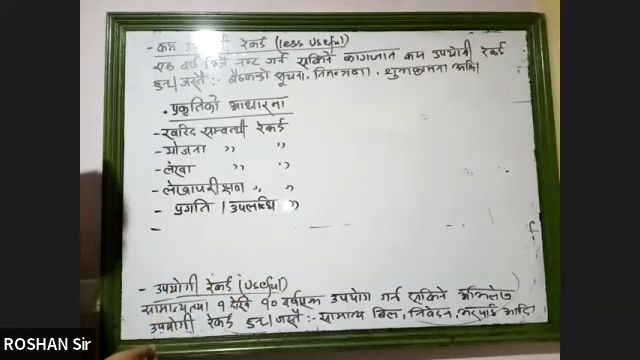 - कम उपयोगी रेकर्ड (less useful)
एक वर्ष भित्रै नष्ट गर्न सकिने कागजात कम उपयोगी रेकर्ड
हुन्। जस्तै :- बैठकको सूचना, निमन्त्रणा, शुभकामना आदि।
• प्रकृतिको आधारमा
- खरिद सम्बन्धी रेकर्ड
- योजना ,, ,,
- लेखा ,, ,,
- लेखापरीक्षण ,, ,,
- प्रगति / उपलब्धि ,,
-
- उपयोगी रेकर्ड (useful)
सामान्यतया १ देखि १० वर्षसम्म उपयोग गर्न सकिने अभिलेख
उपयोगी रेकर्ड हुन्। जस्तै :- सामान्य बिल, निवेदन, भरपाई आदि।
ROSHAN Sir